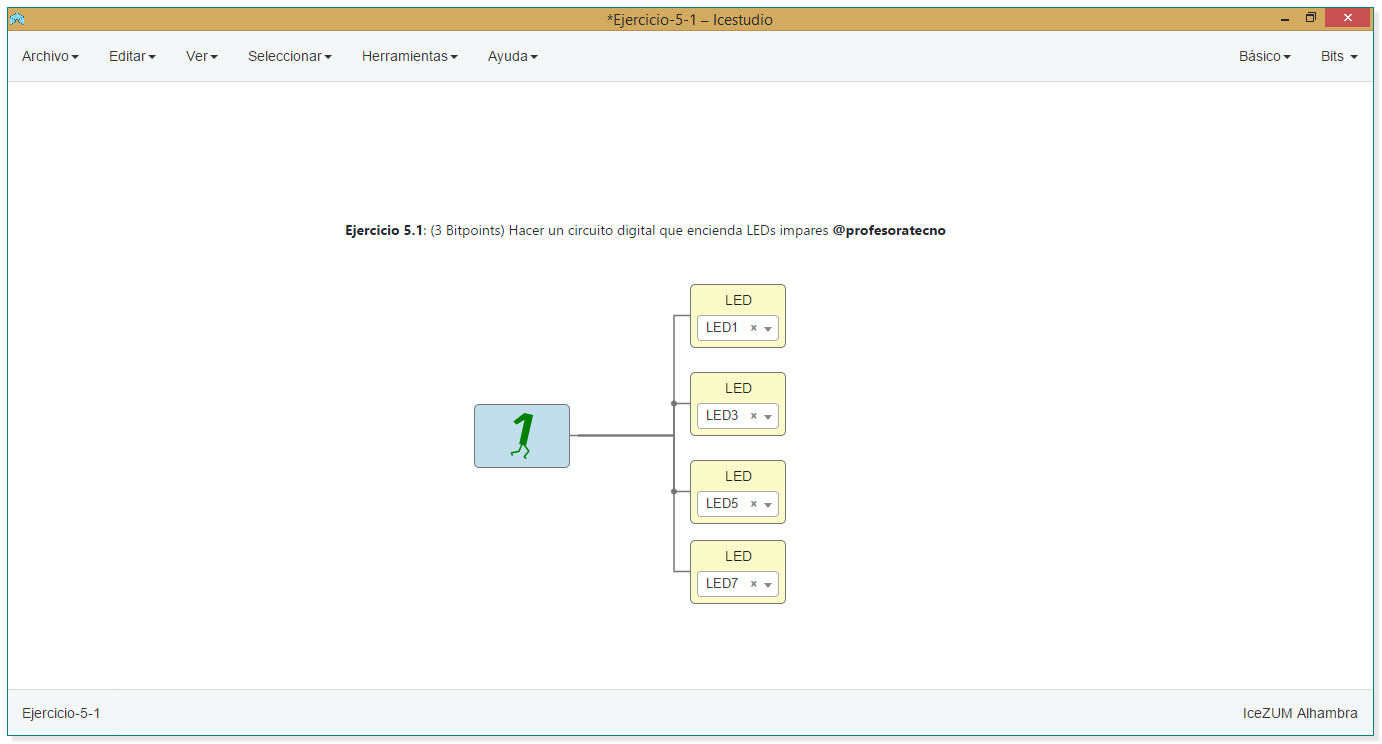 *Ejercicio-5-1 – Icestudio
Archivo Editar Ver Seleccionar Herramientas Ayuda Básico Bits
Ejercicio 5.1: (3 Bitpoints) Hacer un circuito digital que encienda LEDs impares @profesoratecno
LED
LED1 ×
LED
LED3 ×
1
LED
LED5 ×
LED
LED7 ×
Ejercicio-5-1 IceZUM Alhambra